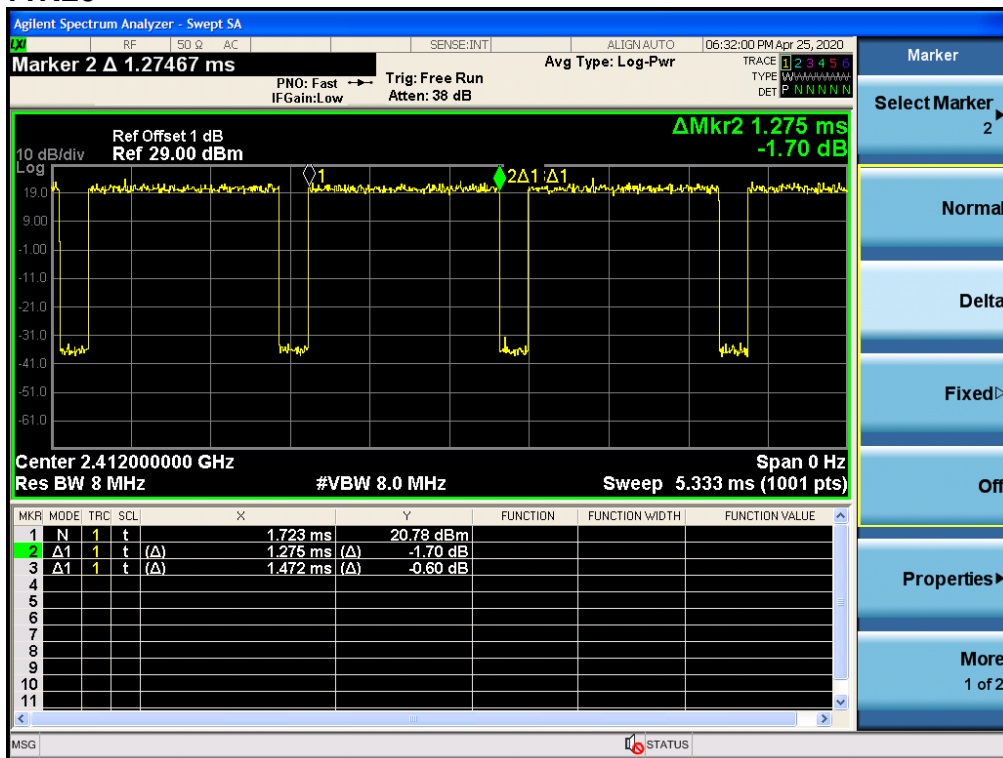 Agilent Spectrum Analyzer - Swept SA
LXI RF 50 Ω AC SENSE:INT ALIGN AUTO 06:32:00 PM Apr 25, 2020
Marker 2 Δ 1.27467 ms
PNO: Fast
IFGain:Low
Trig: Free Run
Atten: 38 dB
Avg Type: Log-Pwr
TRACE 1 2 3 4 5 6
TYPE
DET P N N N N N
Ref Offset 1 dB
10 dB/div Ref 29.00 dBm
Log
ΔMkr2 1.275 ms
-1.70 dB
1
2Δ1
Δ1
19.0
9.00
-1.00
-11.0
-21.0
-31.0
-41.0
-51.0
-61.0
Center 2.412000000 GHz Span 0 Hz
Res BW 8 MHz #VBW 8.0 MHz Sweep 5.333 ms (1001 pts)
MKR MODE TRC SCL X Y FUNCTION FUNCTION WIDTH FUNCTION VALUE
1 N 1 t 1.723 ms 20.78 dBm
2 Δ1 1 t (Δ) 1.275 ms (Δ) -1.70 dB
3 Δ1 1 t (Δ) 1.472 ms (Δ) -0.60 dB
4
5
6
7
8
9
10
11
MSG STATUS
Marker
Select Marker
2
Normal
Delta
Fixed
Off
Properties
More
1 of 2